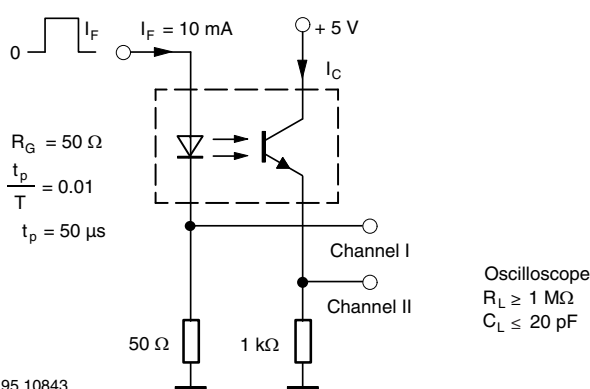 I_F
I_F = 10 mA
+ 5 V
0
I_C
R_G = 50 Ω
t_p
T
= 0.01
t_p = 50 µs
Channel I
Channel II
50 Ω
1 kΩ
Oscilloscope
R_L ≥ 1 MΩ
C_L ≤ 20 pF
95 10843